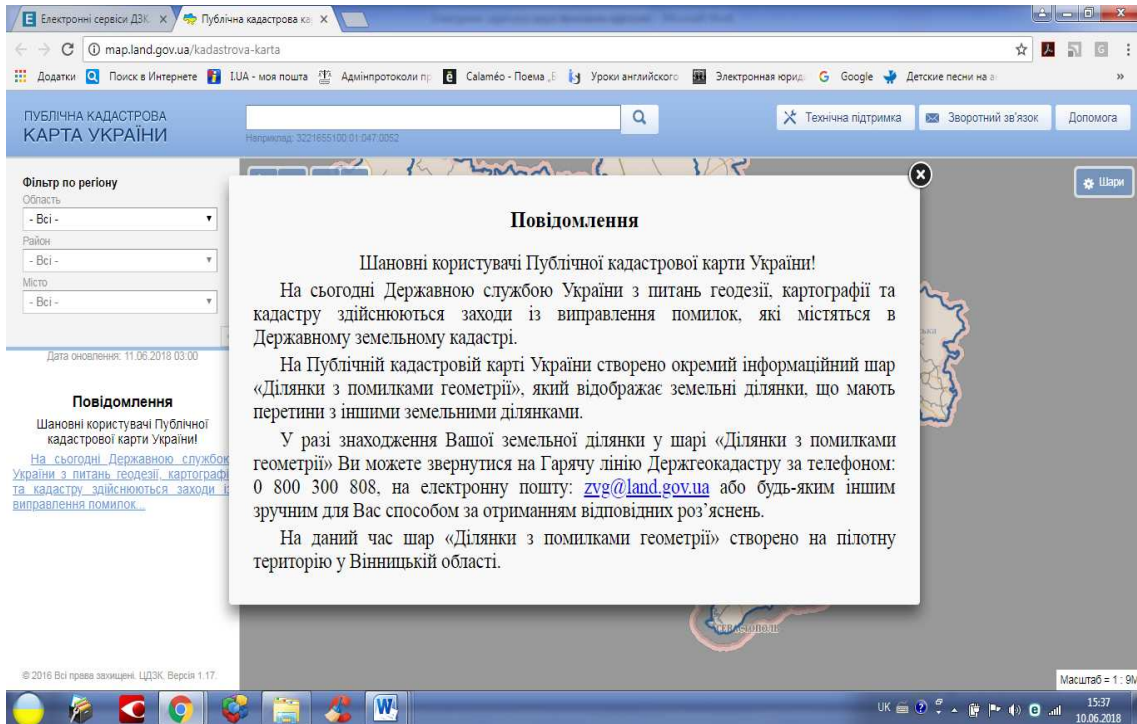 Електронні сервіси ДЗК
Публічна кадастрова ка
map.land.gov.ua/kadastrova-karta
Додатки Поиск в Интернете I.UA - моя пошта Адмінпротоколи пр Calaméo - Поема „Е Уроки английского Электронная юрид Google Детские песни на а »
ПУБЛІЧНА КАДАСТРОВА
КАРТА УКРАЇНИ
Наприклад: 3221655100:01:047:0052
Технічна підтримка
Зворотний зв'язок
Допомога
Шари
Фільтр по регіону
Область
- Всі -
Район
- Всі -
Місто
- Всі -
Дата оновлення: 11.06.2018 03:00
Повідомлення
Шановні користувачі Публічної
кадастрової карти України!
На сьогодні Державною службою
України з питань геодезії, картографі
та кадастру здійснюються заходи із
виправлення помилок...
© 2016 Всі права захищені. ЦДЗК, Версія 1.17.
Повідомлення
Шановні користувачі Публічної кадастрової карти України!
На сьогодні Державною службою України з питань геодезії, картографії та
кадастру здійснюються заходи із виправлення помилок, які містяться в
Державному земельному кадастрі.
На Публічній кадастровій карті України створено окремий інформаційний шар
«Ділянки з помилками геометрії», який відображає земельні ділянки, що мають
перетини з іншими земельними ділянками.
У разі знаходження Вашої земельної ділянки у шарі «Ділянки з помилками
геометрії» Ви можете звернутися на Гарячу лінію Держгеокадастру за телефоном:
0 800 300 808, на електронну пошту: zvg@land.gov.ua або будь-яким іншим
зручним для Вас способом за отриманням відповідних роз’яснень.
На даний час шар «Ділянки з помилками геометрії» створено на пілотну
територію у Вінницькій області.
СЕВАСТОПОЛЬ
Масштаб = 1 : 9M
UK
15:37
10.06.2018